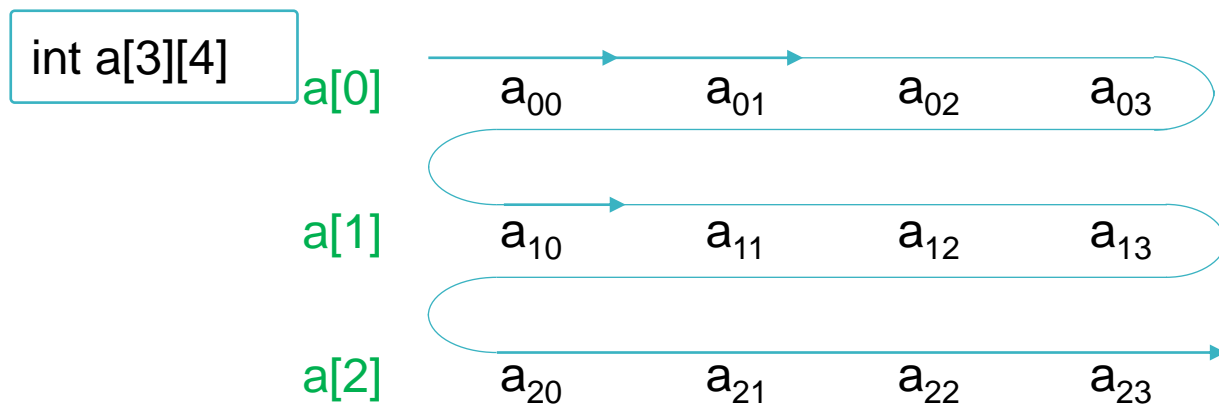 int a[3][4]
a[0] a₀₀ a₀₁ a₀₂ a₀₃
a[1] a₁₀ a₁₁ a₁₂ a₁₃
a[2] a₂₀ a₂₁ a₂₂ a₂₃